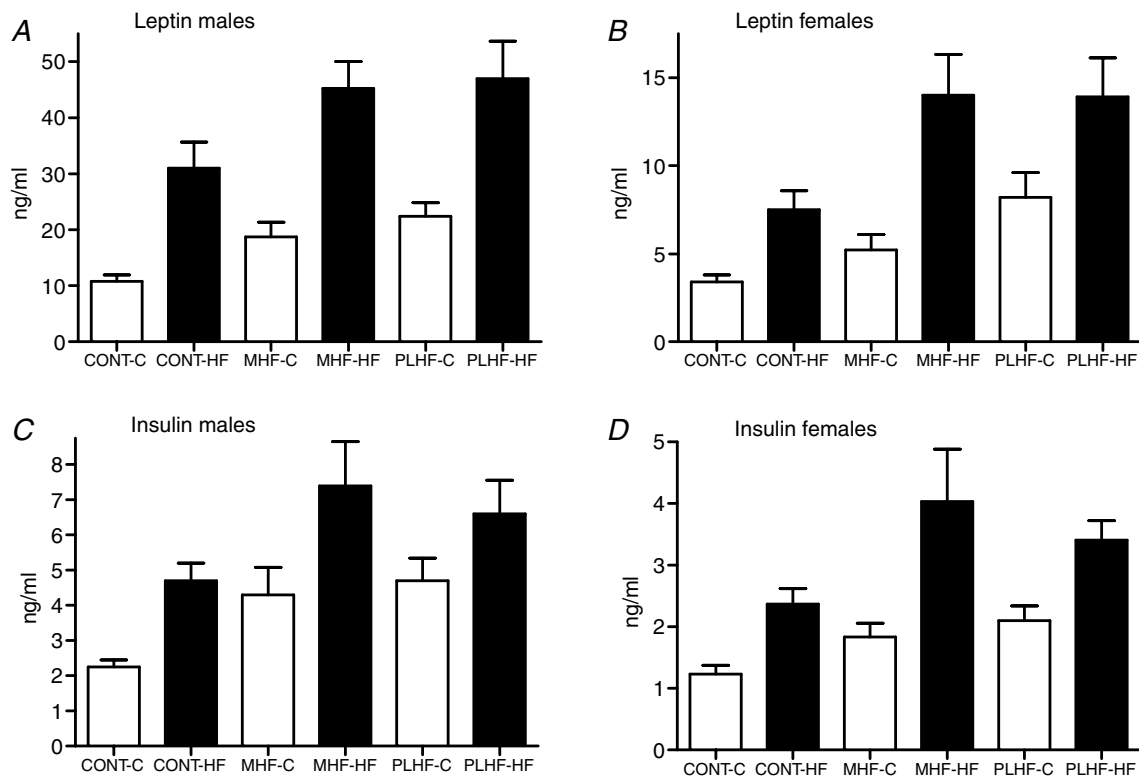 A Leptin males
50
40
30
20
10
0
ng/ml
CONT-C CONT-HF MHF-C MHF-HF PLHF-C PLHF-HF
B Leptin females
15
10
5
0
ng/ml
CONT-C CONT-HF MHF-C MHF-HF PLHF-C PLHF-HF
C Insulin males
8
7
6
5
4
3
2
1
0
ng/ml
CONT-C CONT-HF MHF-C MHF-HF PLHF-C PLHF-HF
D Insulin females
5
4
3
2
1
0
ng/ml
CONT-C CONT-HF MHF-C MHF-HF PLHF-C PLHF-HF